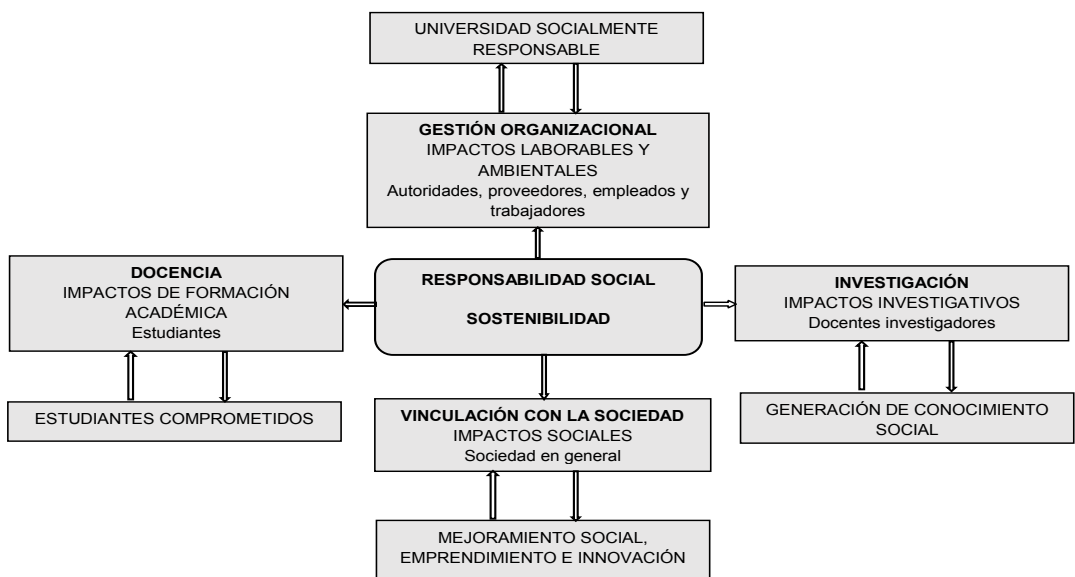 UNIVERSIDAD SOCIALMENTE
RESPONSABLE
GESTIÓN ORGANIZACIONAL
IMPACTOS LABORABLES Y
AMBIENTALES
Autoridades, proveedores, empleados y
trabajadores
DOCENCIA
IMPACTOS DE FORMACIÓN
ACADÉMICA
Estudiantes
RESPONSABILIDAD SOCIAL
SOSTENIBILIDAD
INVESTIGACIÓN
IMPACTOS INVESTIGATIVOS
Docentes investigadores
ESTUDIANTES COMPROMETIDOS
VINCULACIÓN CON LA SOCIEDAD
IMPACTOS SOCIALES
Sociedad en general
GENERACIÓN DE CONOCIMIENTO
SOCIAL
MEJORAMIENTO SOCIAL,
EMPRENDIMIENTO E INNOVACIÓN